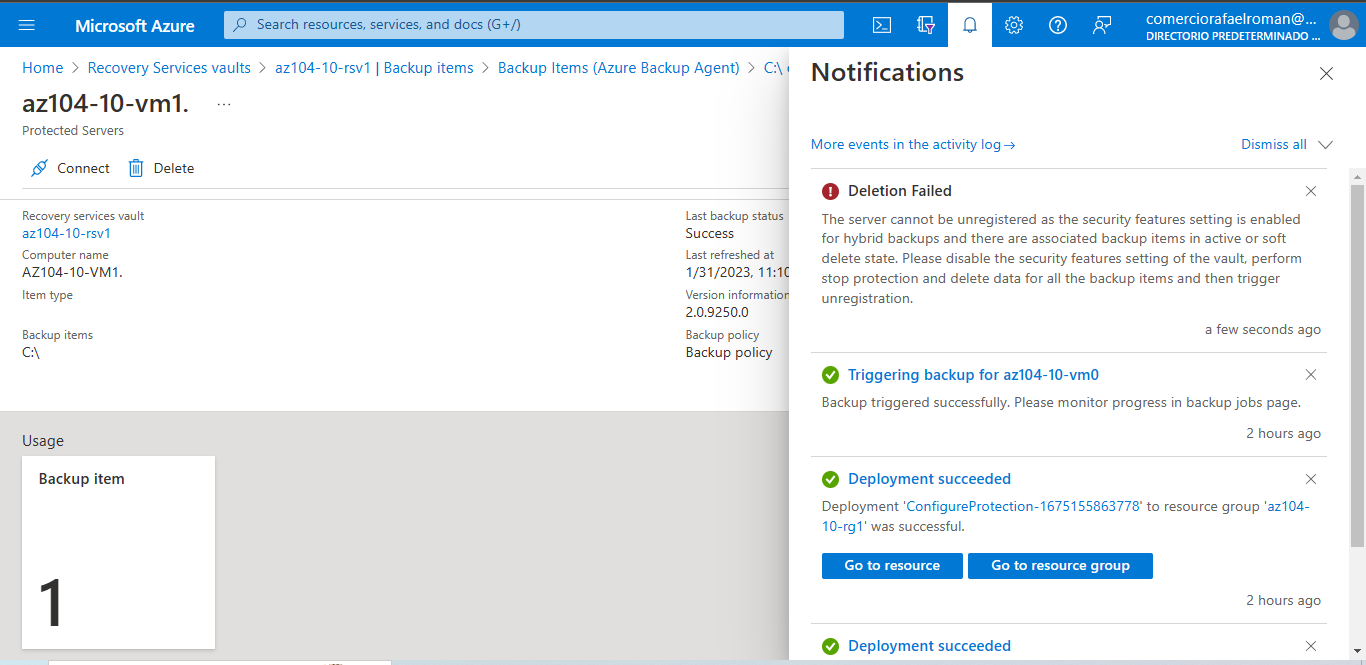 Microsoft Azure
Search resources, services, and docs (G+/)
comerciorafaelroman@...
DIRECTORIO PREDETERMINADO ...
Home > Recovery Services vaults > az104-10-rsv1 | Backup items > Backup Items (Azure Backup Agent) > C:\
az104-10-vm1. ...
Protected Servers
Connect Delete
Recovery services vault
az104-10-rsv1
Computer name
AZ104-10-VM1.
Item type
Backup items
C:\
Last backup status
Success
Last refreshed at
1/31/2023, 11:10
Version information
2.0.9250.0
Backup policy
Backup policy
Usage
Backup item
1
Notifications
More events in the activity log →
Dismiss all
Deletion Failed
The server cannot be unregistered as the security features setting is enabled
for hybrid backups and there are associated backup items in active or soft
delete state. Please disable the security features setting of the vault, perform
stop protection and delete data for all the backup items and then trigger
unregistration.
a few seconds ago
Triggering backup for az104-10-vm0
Backup triggered successfully. Please monitor progress in backup jobs page.
2 hours ago
Deployment succeeded
Deployment 'ConfigureProtection-1675155863778' to resource group 'az104-
10-rg1' was successful.
Go to resource
Go to resource group
2 hours ago
Deployment succeeded